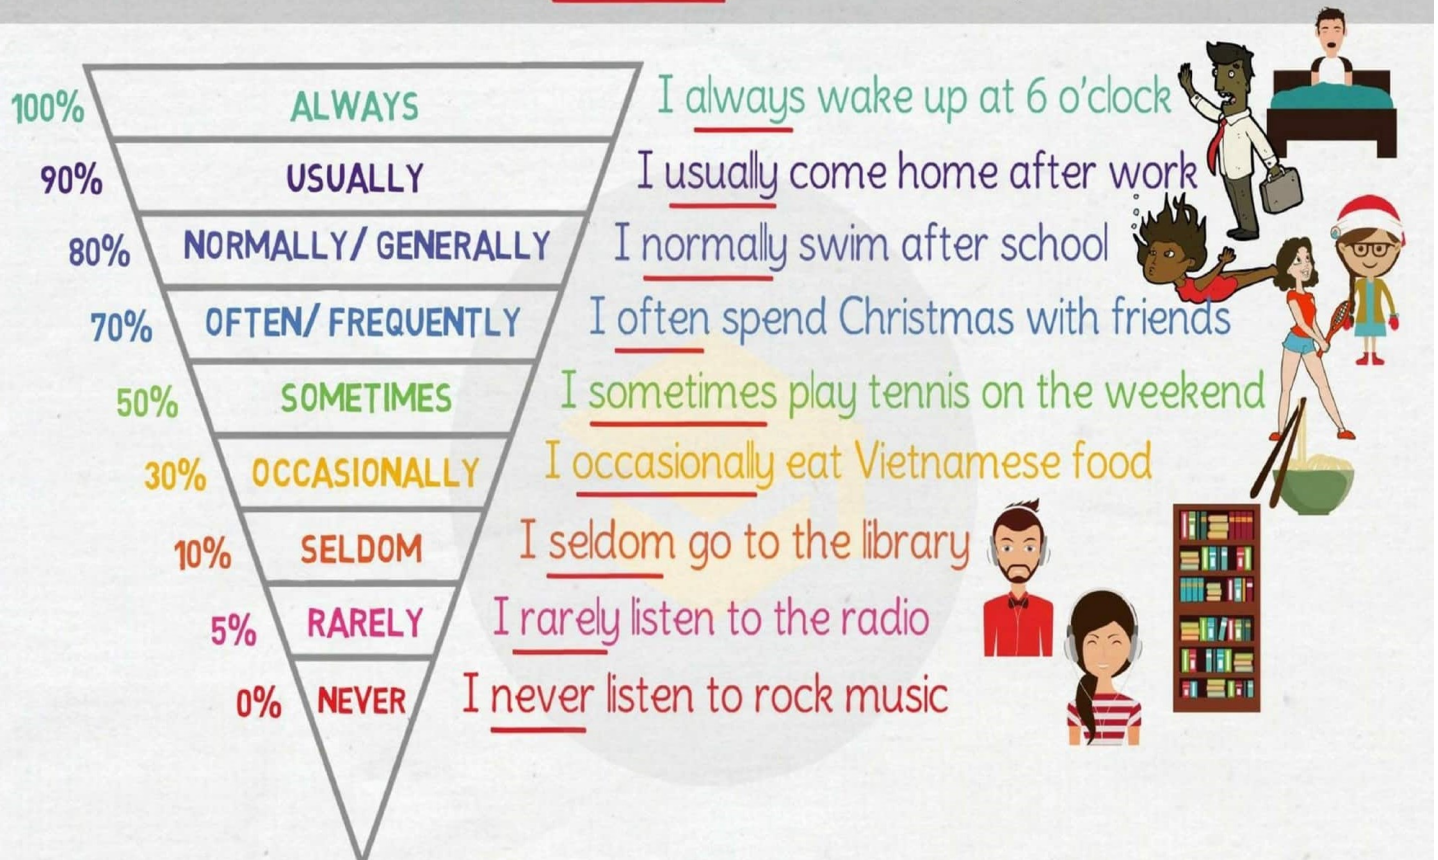 100% ALWAYS I always wake up at 6 o'clock
90% USUALLY I usually come home after work
80% NORMALLY/ GENERALLY I normally swim after school
70% OFTEN/ FREQUENTLY I often spend Christmas with friends
50% SOMETIMES I sometimes play tennis on the weekend
30% OCCASIONALLY I occasionally eat Vietnamese food
10% SELDOM I seldom go to the library
5% RARELY I rarely listen to the radio
0% NEVER I never listen to rock music